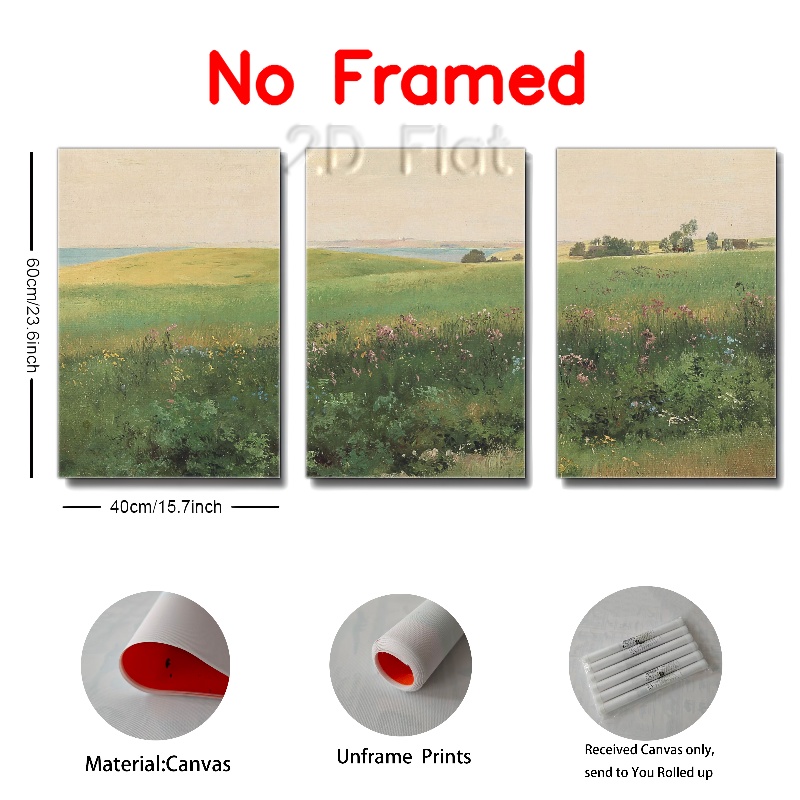 No Framed
2D Flat
60cm/23.6inch
40cm/15.7inch
Material:Canvas
Unframe Prints
Received Canvas only,
send to You Rolled up